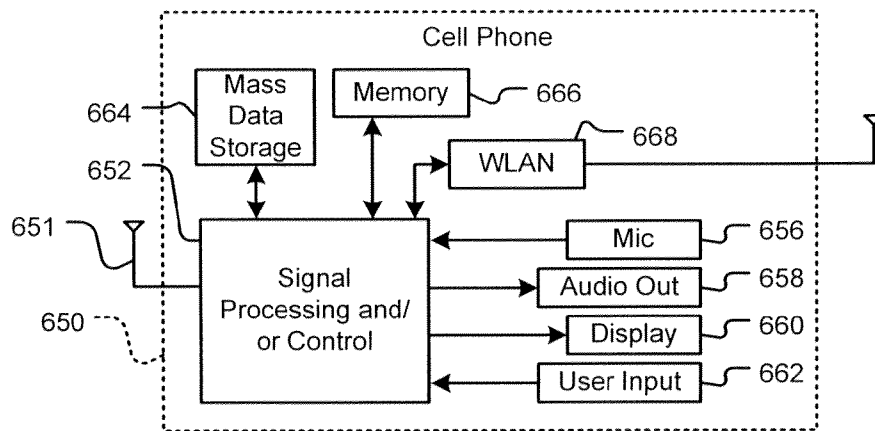 Cell Phone
Mass
Data
Storage
664
Memory
666
WLAN
668
652
651
650
Signal
Processing and/
or Control
Mic
656
Audio Out
658
Display
660
User Input
662